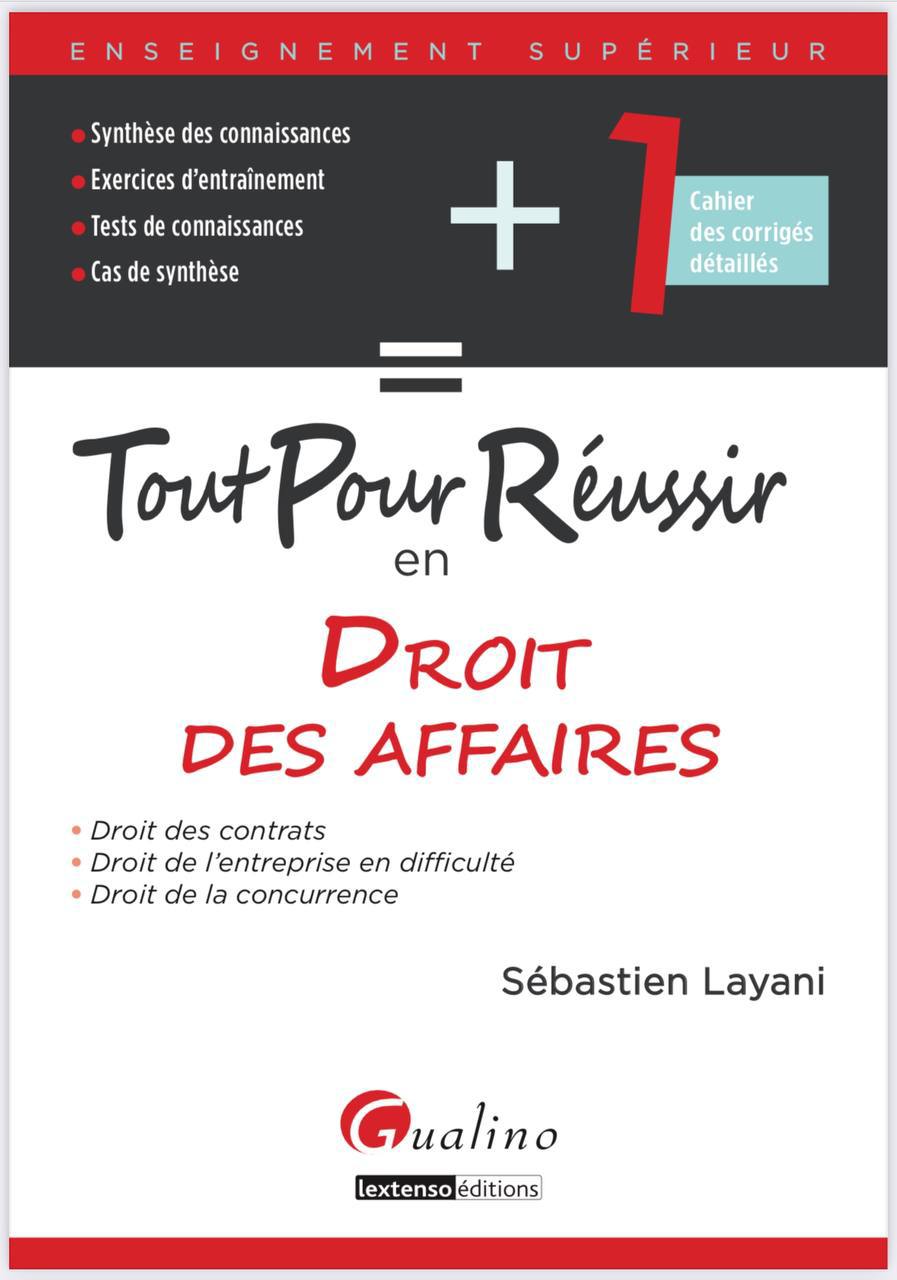 ENSEIGNEMENT SUPÉRIEUR
• Synthèse des connaissances
• Exercices d'entraînement
• Tests de connaissances
• Cas de synthèse
+
1
Cahier
des corrigés
détaillés
=
Tout Pour Réussir
en
DROIT
DES AFFAIRES
• Droit des contrats
• Droit de l'entreprise en difficulté
• Droit de la concurrence
Sébastien Layani
Gualino
lextenso éditions